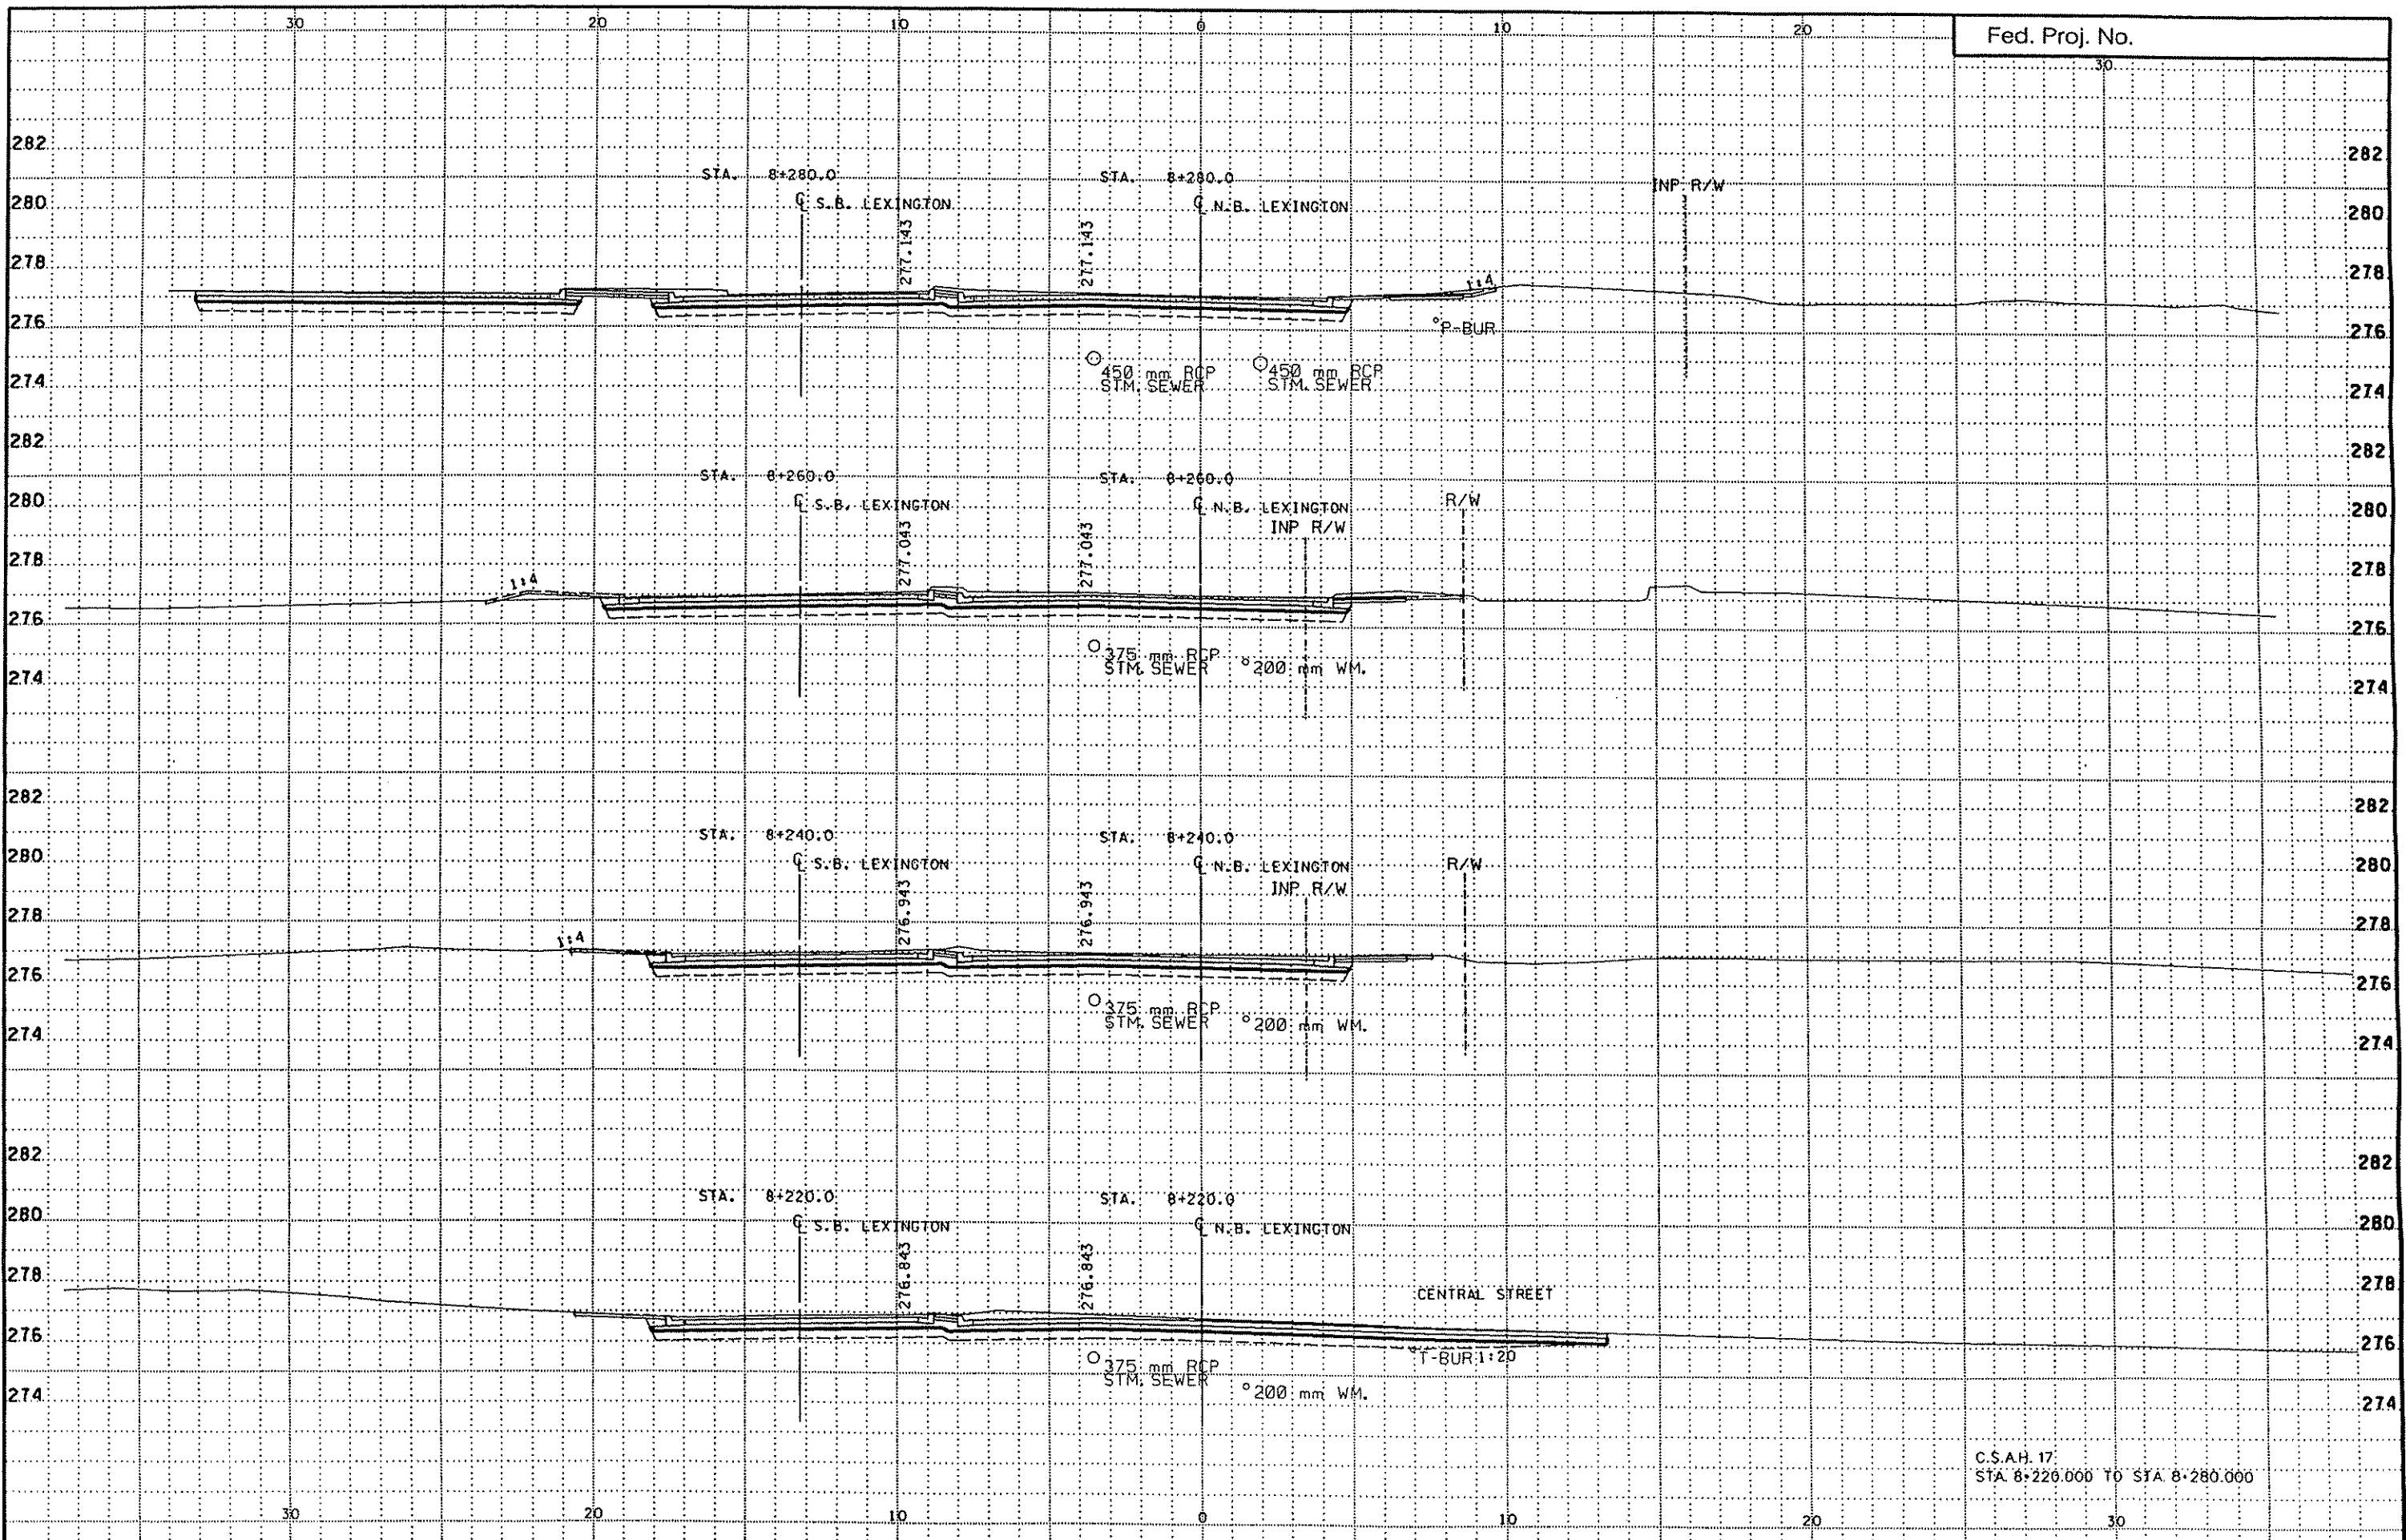 30 20 10 0 10 20 30
Fed. Proj. No.
282 282
STA. 8+280.0 STA. 8+280.0 INP R/W
280 ℄ S.B. LEXINGTON ℄ N.B. LEXINGTON 280
277.143 277.143
278 1:4 278
276 P-BUR 276
450 mm RCP 450 mm RCP
STM. SEWER STM. SEWER
274 274
282 282
STA. 8+260.0 STA. 8+260.0
280 ℄ S.B. LEXINGTON ℄ N.B. LEXINGTON R/W 280
INP R/W
277.043 277.043
278 278
1:4
276 276
375 mm RCP
STM. SEWER 200 mm WM.
274 274
282 282
STA. 8+240.0 STA. 8+240.0
280 ℄ S.B. LEXINGTON ℄ N.B. LEXINGTON R/W 280
INP R/W
276.943 276.943
278 278
1:4
276 276
375 mm RCP
STM. SEWER 200 mm WM.
274 274
282 282
STA. 8+220.0 STA. 8+220.0
280 ℄ S.B. LEXINGTON ℄ N.B. LEXINGTON 280
276.843 276.843
278 278
CENTRAL STREET
276 276
T-BUR 1:20
375 mm RCP
STM. SEWER 200 mm WM.
274 274
C.S.A.H. 17
STA. 8+220.000 TO STA. 8+280.000
30 20 10 0 10 20 30